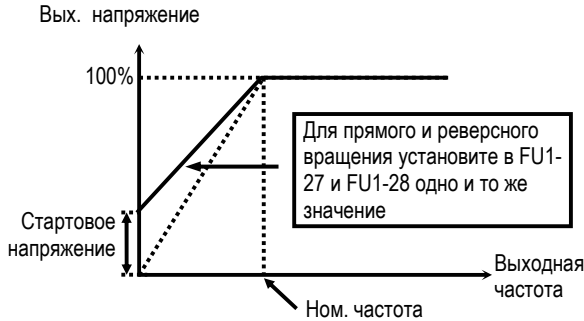 Вых. напряжение
100%
Для прямого и реверсного
вращения установите в FU1-
27 и FU1-28 одно и то же
значение
Стартовое
напряжение
Выходная
частота
Ном. частота